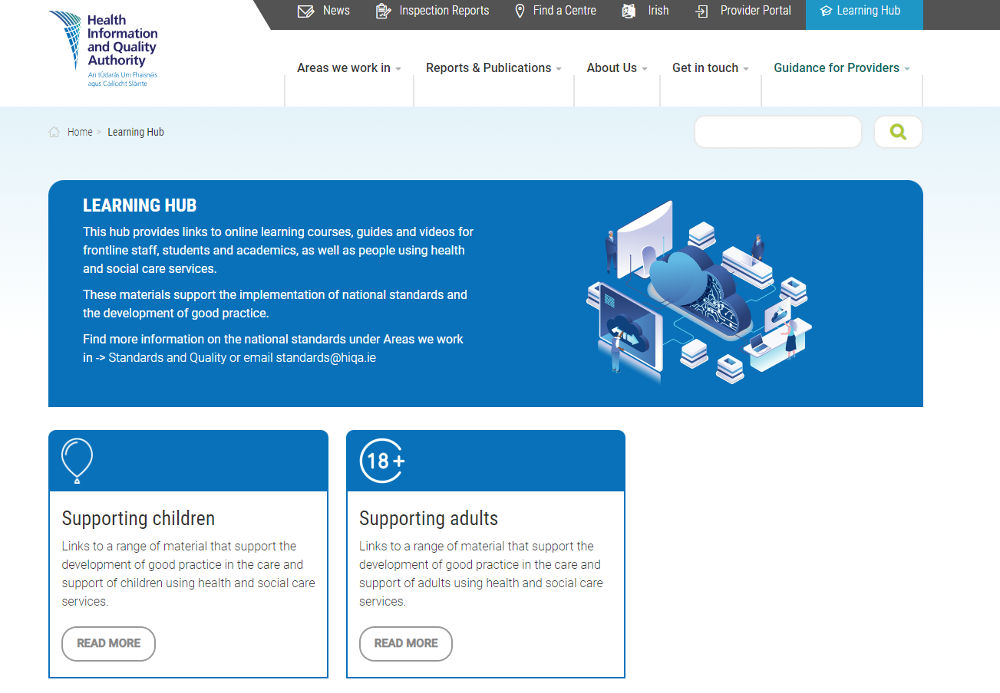 Health
Information
and Quality
Authority
An tÚdarás Um Fhaisnéis
agus Cáilíocht Sláinte
News
Inspection Reports
Find a Centre
Irish
Provider Portal
Learning Hub
Areas we work in
Reports & Publications
About Us
Get in touch
Guidance for Providers
Home > Learning Hub
LEARNING HUB
This hub provides links to online learning courses, guides and videos for
frontline staff, students and academics, as well as people using health
and social care services.
These materials support the implementation of national standards and
the development of good practice.
Find more information on the national standards under Areas we work
in -> Standards and Quality or email standards@hiqa.ie
Supporting children
Links to a range of material that support the
development of good practice in the care and
support of children using health and social care
services.
READ MORE
18+
Supporting adults
Links to a range of material that support the
development of good practice in the care and
support of adults using health and social care
services.
READ MORE